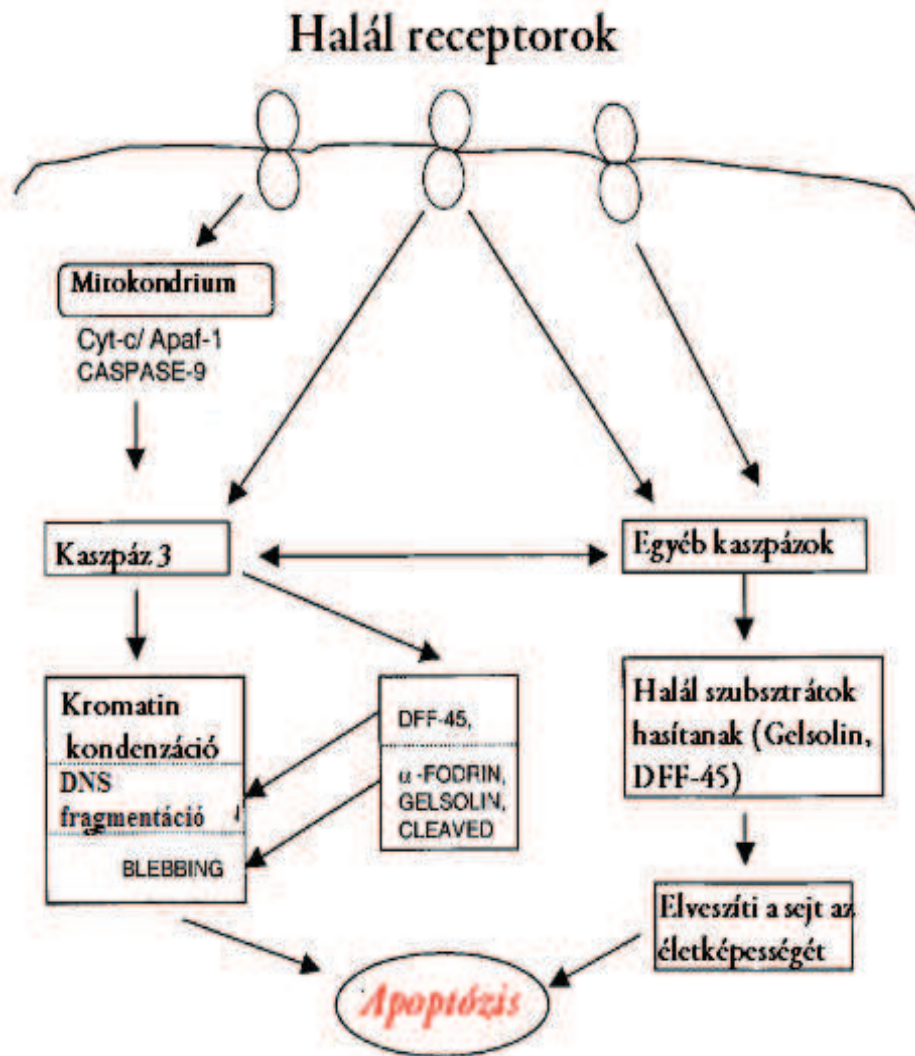 Halál receptorok
Mitokondrium
Cyt-c/ Apaf-1
CASPASE-9
Kaszpáz 3
Egyéb kaszpázok
Kromatin
kondenzáció
DNS
fragmentáció
BLEBBING
DFF-45,
α-FODRIN,
GELSOLIN,
CLEAVED
Halál szubsztrátok
hasítanak (Gelsolin,
DFF-45)
Elveszíti a sejt az
életképességét
Apoptózis